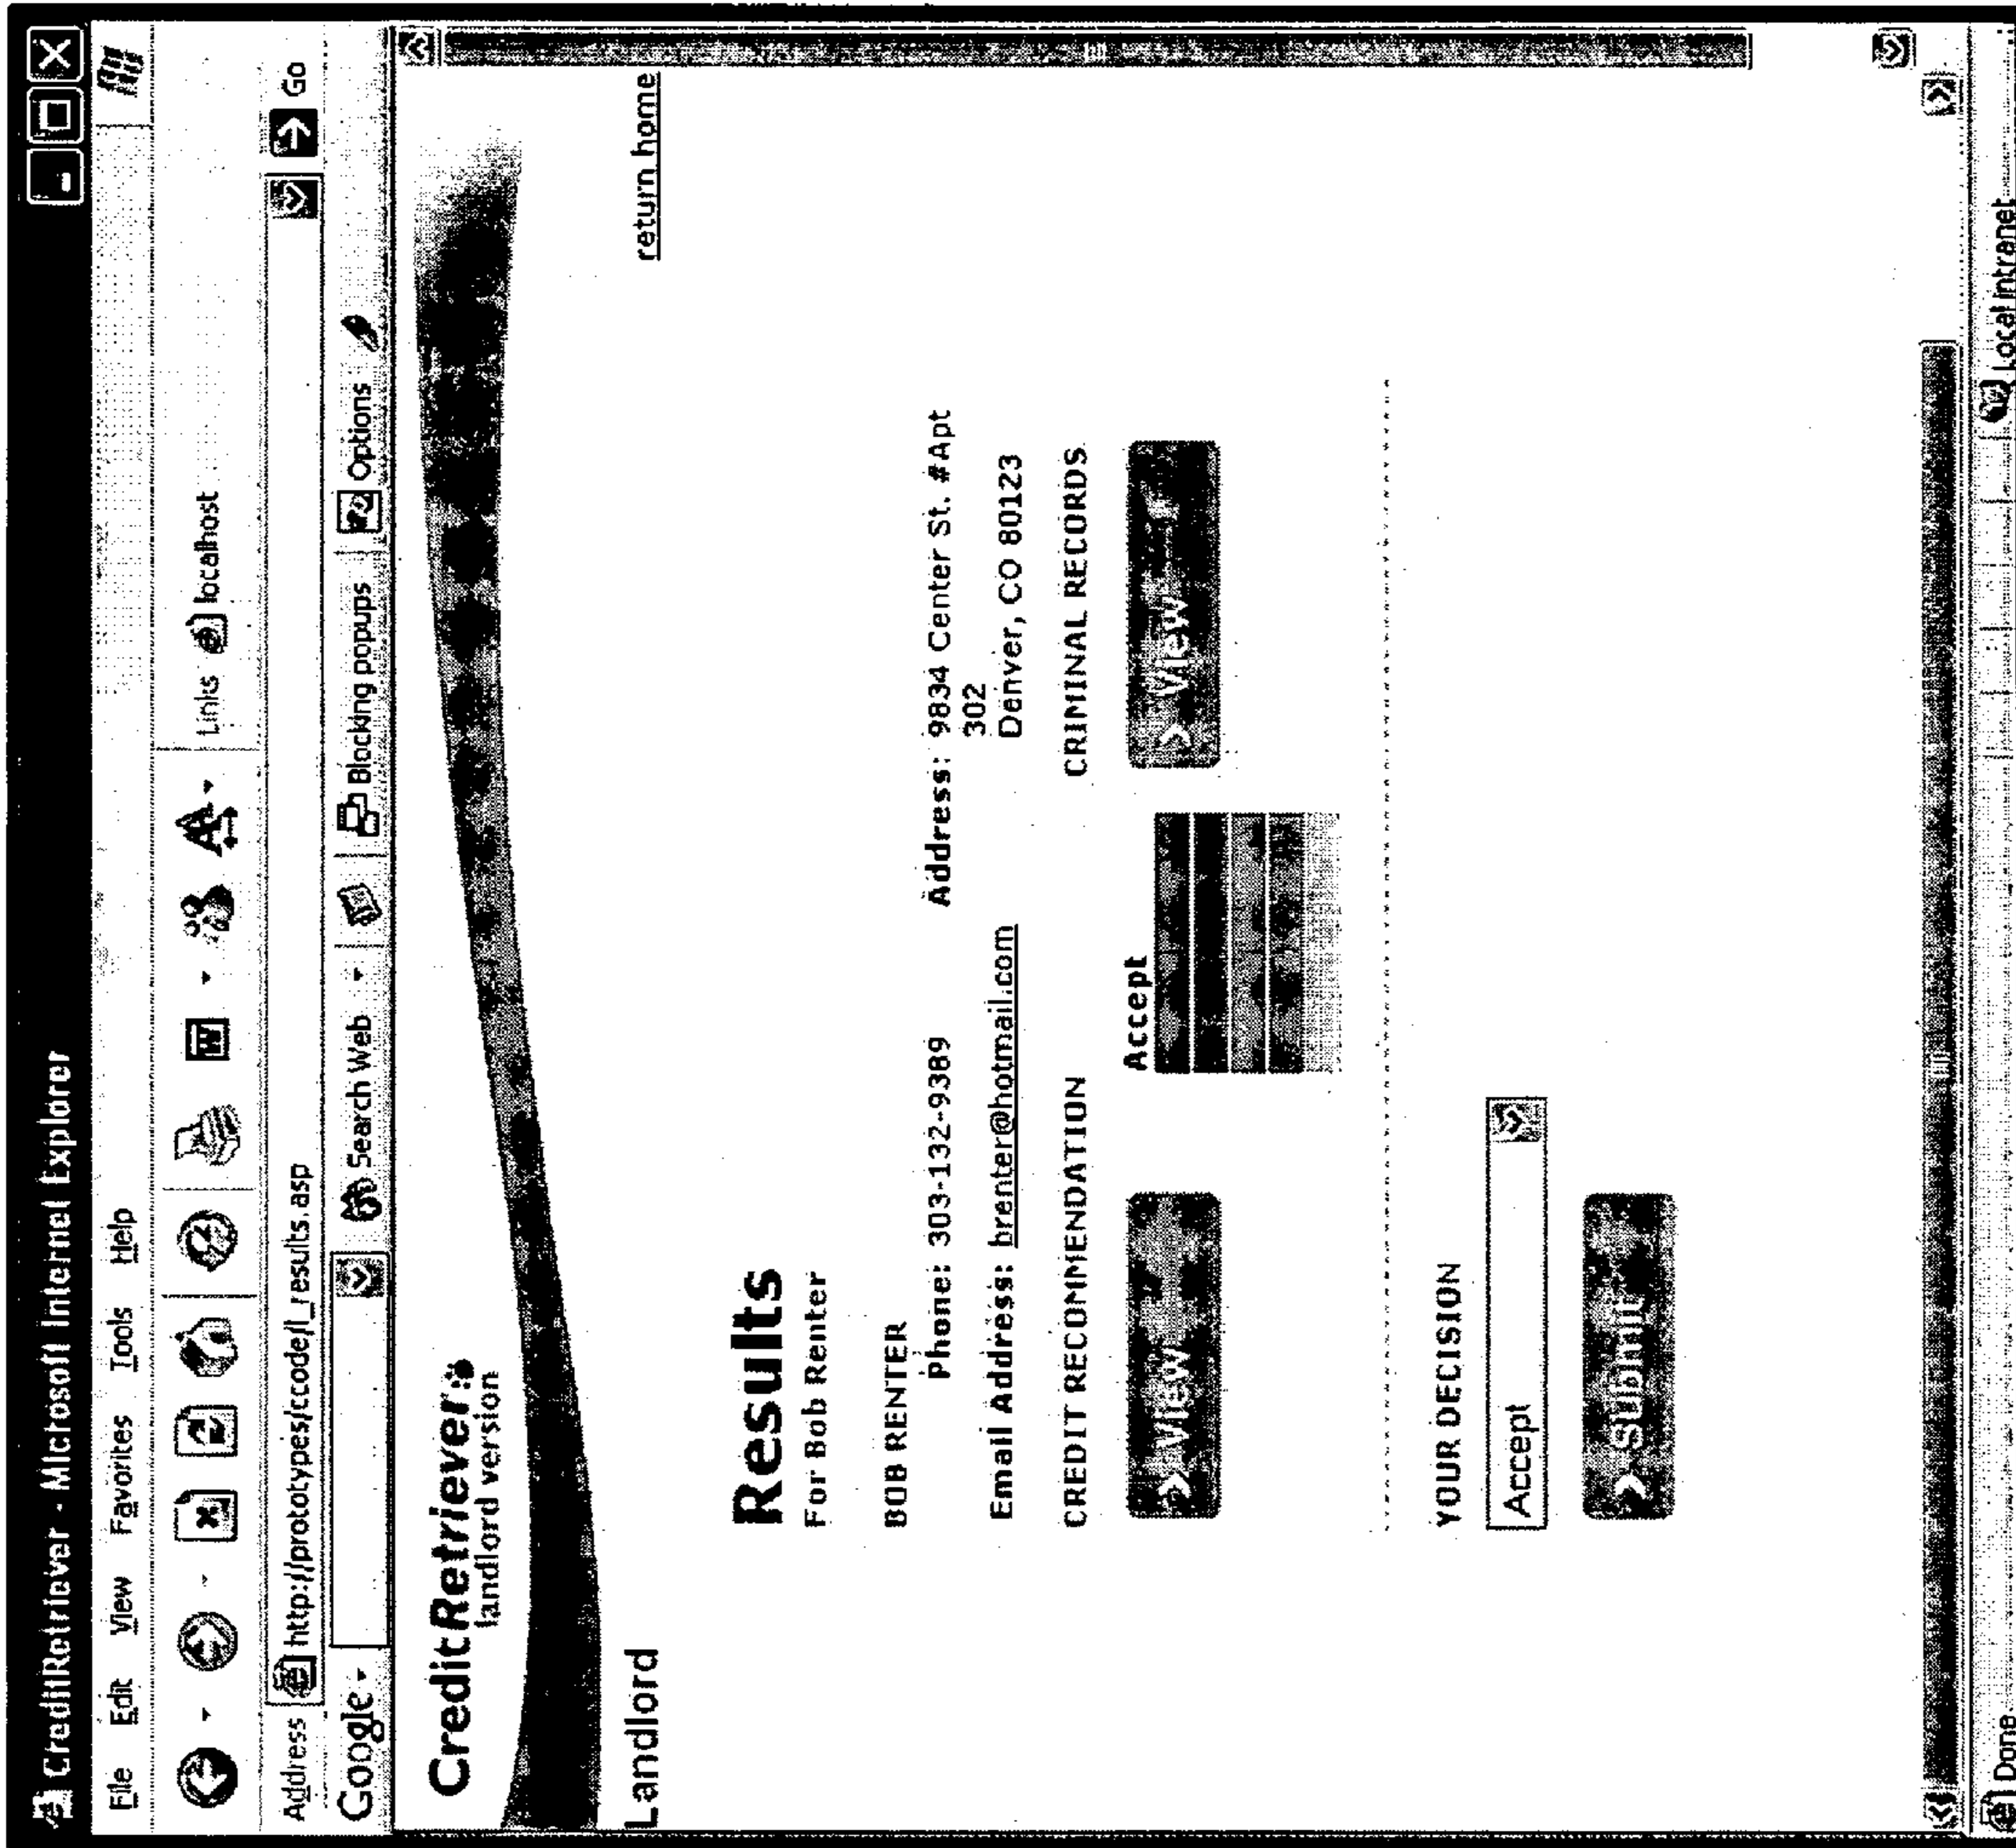 CreditRetriever - Microsoft Internet Explorer
File Edit View Favorites Tools Help
Links localhost
Address http://prototypes/ccode/l_results.asp Go
Google Search Web Blocking popups Options
CreditRetriever
landlord version
Landlord return home
Results
For Bob Renter
BOB RENTER
Phone: 303-132-9389 Address: 9834 Center St. #Apt
302
Email Address: brenter@hotmail.com Denver, CO 80123
CREDIT RECOMMENDATION CRIMINAL RECORDS
View Accept View
YOUR DECISION
Accept
Submit
Done Local intranet